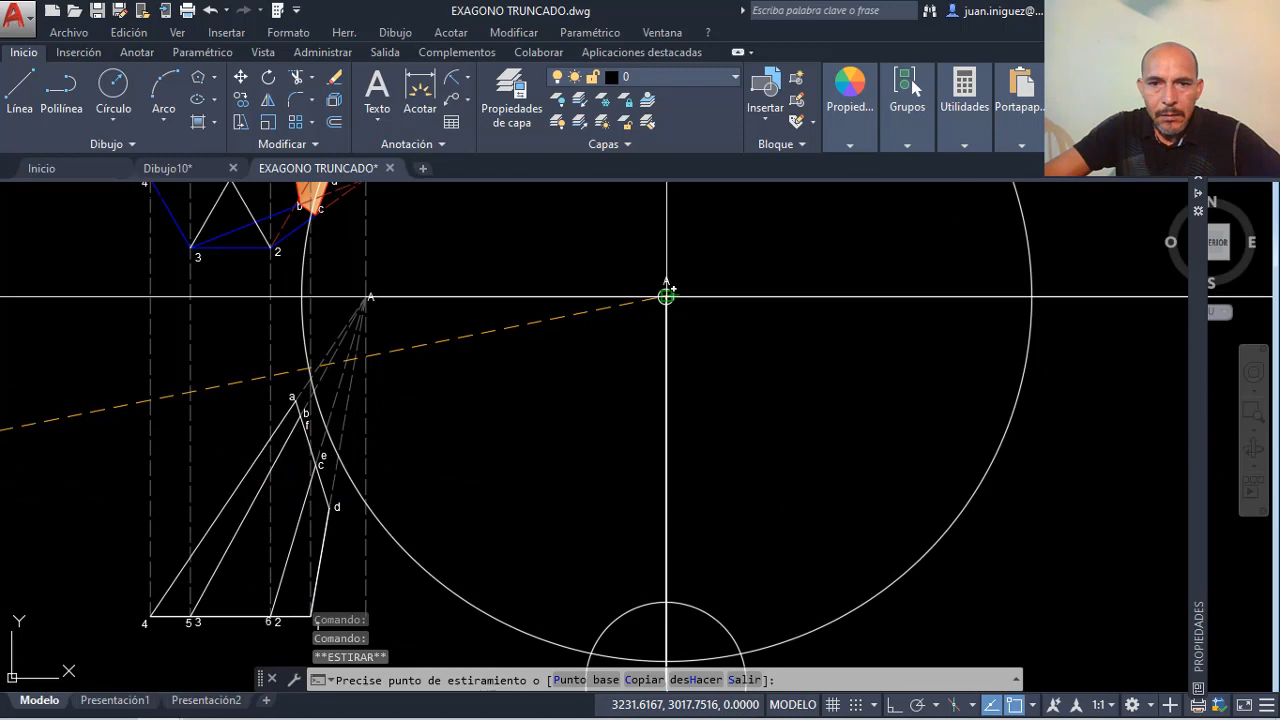 EXAGONO TRUNCADO.dwg
Escriba palabra clave o frase
juan.iniguez@...
Archivo Edición Ver Insertar Formato Herr. Dibujo Acotar Modificar Paramétrico Ventana ?
Inicio Inserción Anotar Paramétrico Vista Administrar Salida Complementos Colaborar Aplicaciones destacadas
0
Línea Polilínea Círculo Arco Texto Acotar Propiedades de capa Insertar Propied... Grupos Utilidades Portapap...
Dibujo Modificar Anotación Capas Bloque
Inicio Dibujo10* EXAGONO TRUNCADO*
N
4 d
b c
O ERIOR E
3 2
S
A
A
U
a
b
f
e
c
d
4 5 3 6 2 1
PROPIEDADES
Comando:
Comando:
**ESTIRAR**
Y
X
Precise punto de estiramiento o [Punto base Copiar desHacer Salir]:
Modelo Presentación1 Presentación2 +
3231.6167, 3017.7516, 0.0000 MODELO 1:1